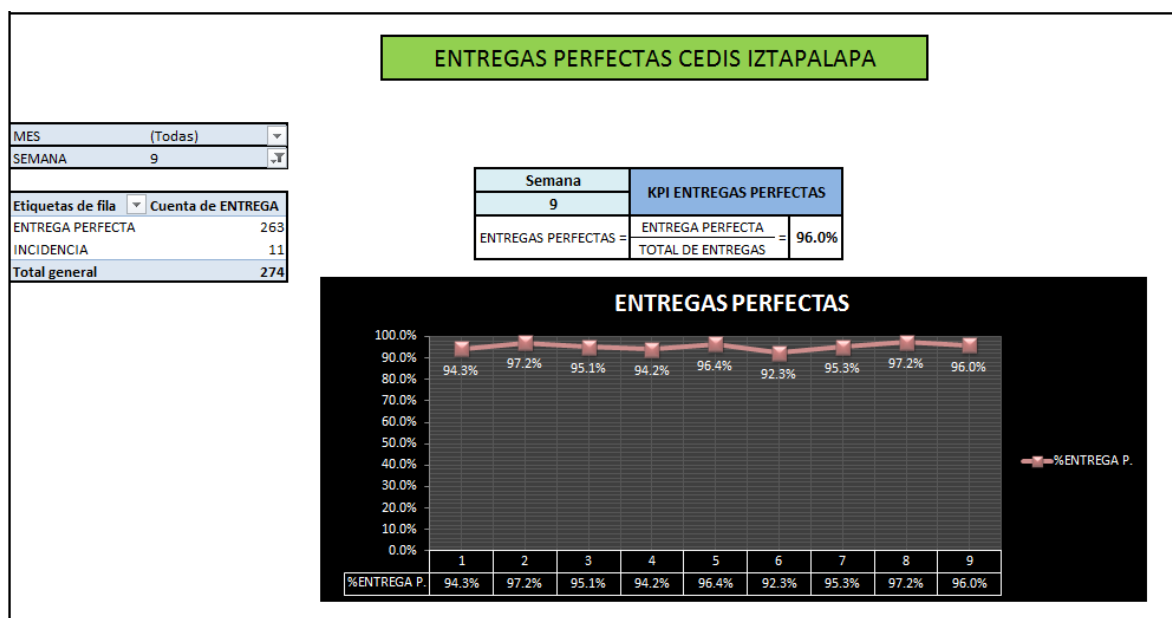 ENTREGAS PERFECTAS CEDIS IZTAPALAPA
MES (Todas)
SEMANA 9
Etiquetas de fila Cuenta de ENTREGA
ENTREGA PERFECTA 263
INCIDENCIA 11
Total general 274
Semana
9
KPI ENTREGAS PERFECTAS
ENTREGAS PERFECTAS = ENTREGA PERFECTA = 96.0%
TOTAL DE ENTREGAS
ENTREGAS PERFECTAS
100.0%
90.0%
80.0%
70.0%
60.0%
50.0%
40.0%
30.0%
20.0%
10.0%
0.0%
94.3% 97.2% 95.1% 94.2% 96.4% 92.3% 95.3% 97.2% 96.0%
%ENTREGA P.
1 2 3 4 5 6 7 8 9
%ENTREGA P. 94.3% 97.2% 95.1% 94.2% 96.4% 92.3% 95.3% 97.2% 96.0%